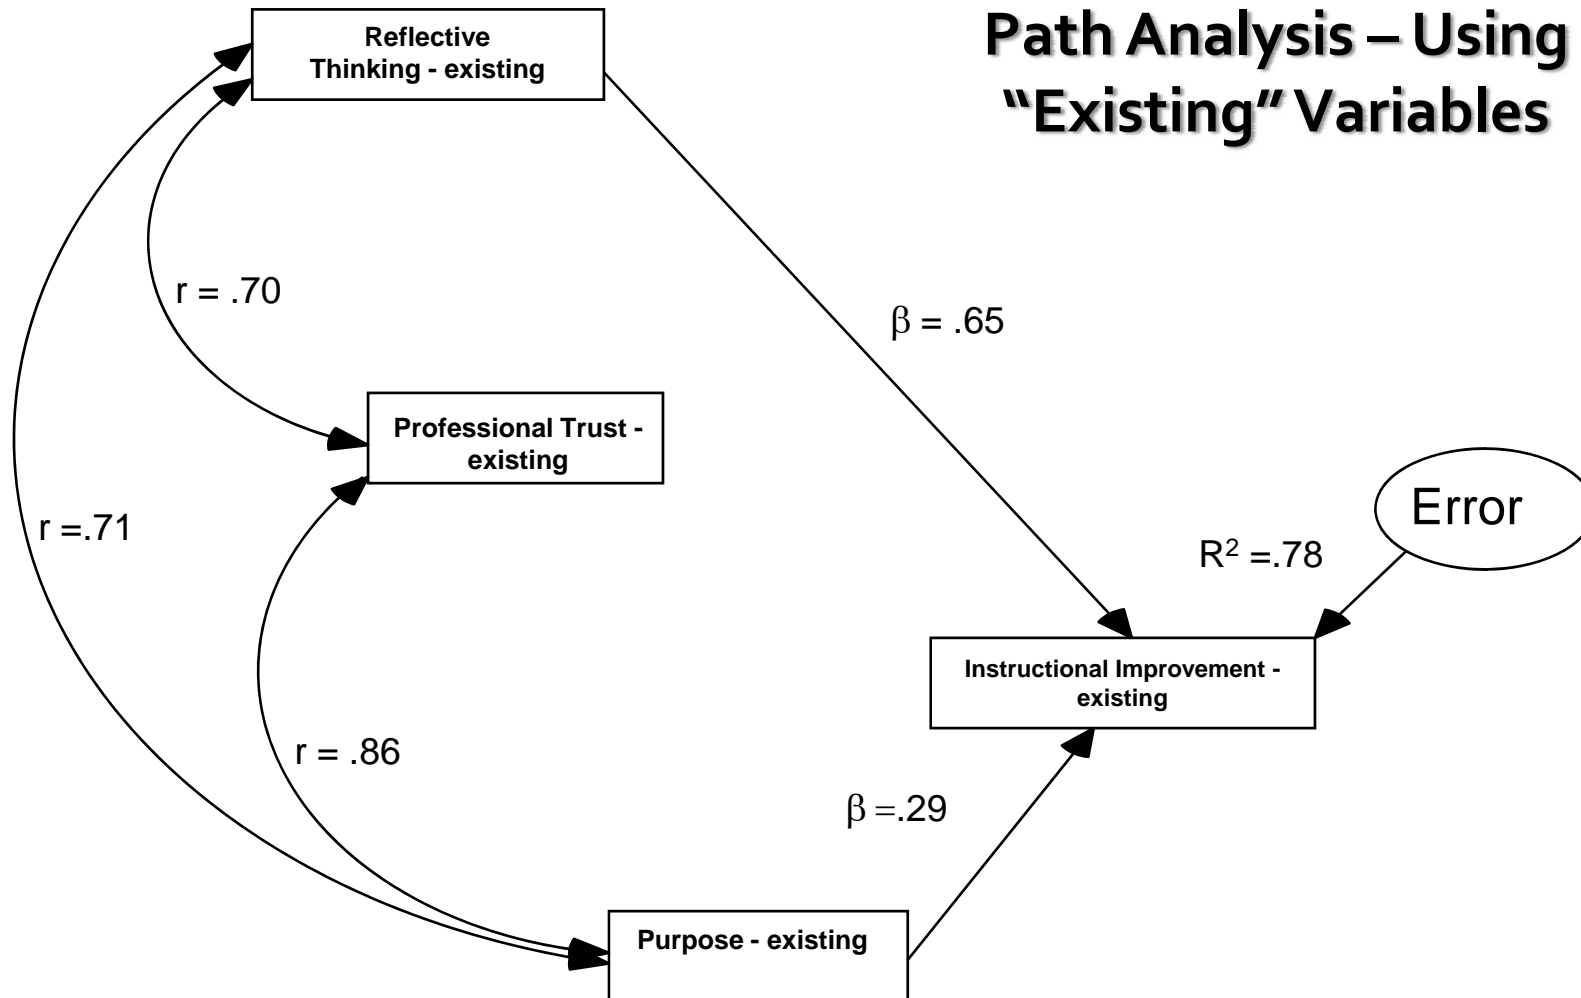 Path Analysis – Using
“Existing” Variables
Reflective
Thinking - existing
r = .70
β = .65
Professional Trust -
existing
r =.71
Error
R² =.78
Instructional Improvement -
existing
r = .86
β =.29
Purpose - existing